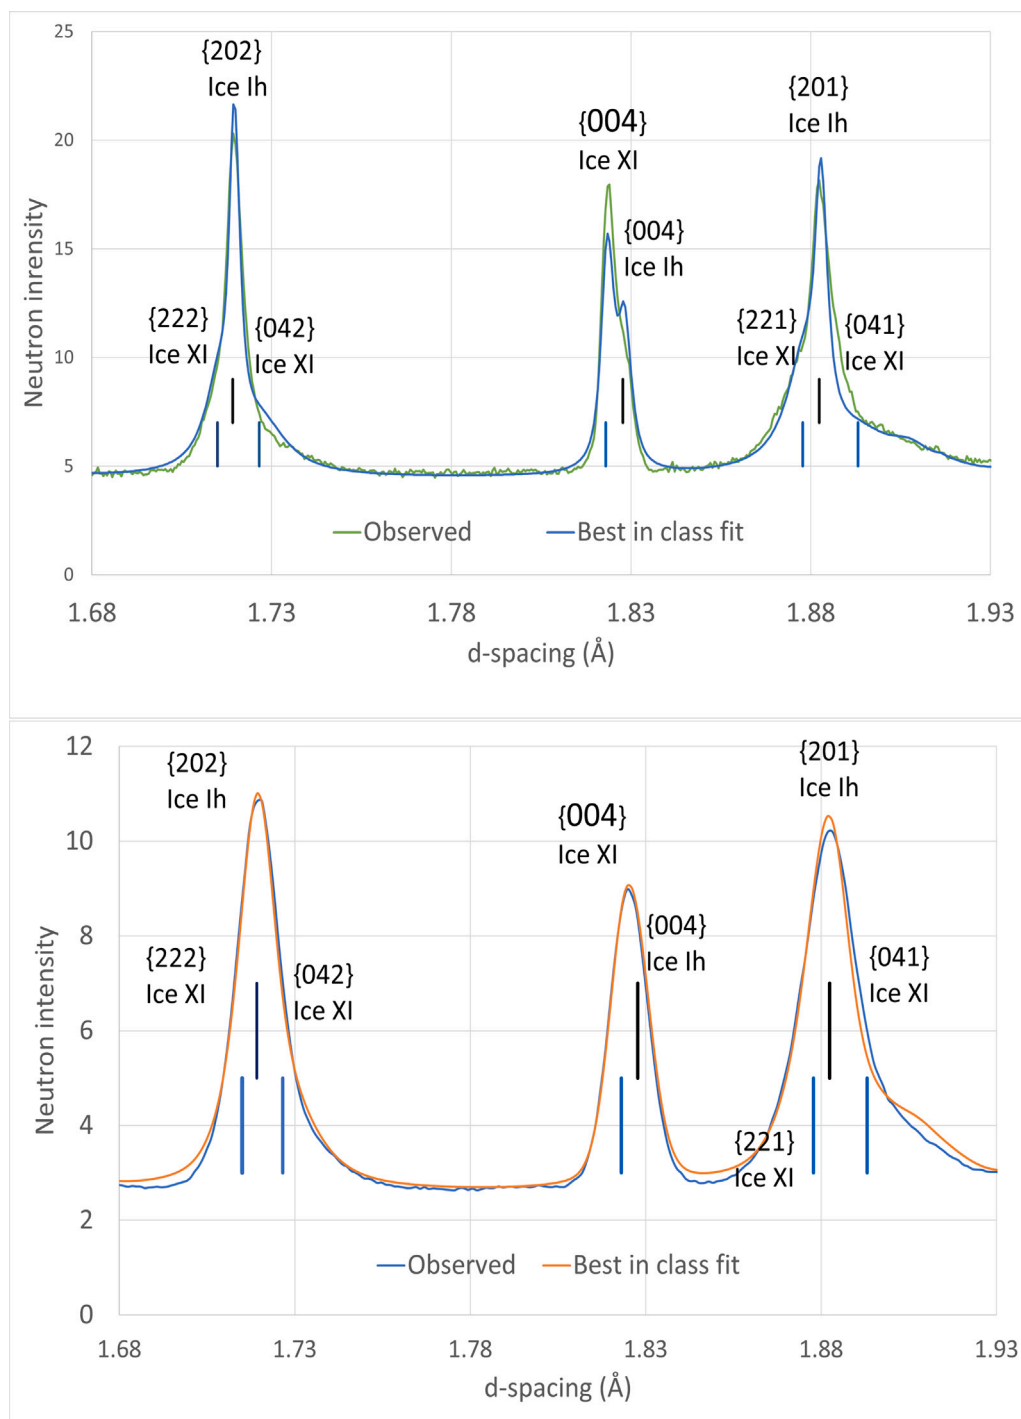 25
{202}
Ice Ih
{201}
Ice Ih
20
{004}
Ice XI
15
{004}
Ice Ih
{222}
Ice XI
{042}
Ice XI
{221}
Ice XI
{041}
Ice XI
10
5
Observed
Best in class fit
0
Neutron inrensity
1.68
1.73
1.78
1.83
1.88
1.93
d-spacing (Å)
12
{202}
Ice Ih
{201}
Ice Ih
10
{004}
Ice XI
8
{004}
Ice Ih
{222}
Ice XI
{042}
Ice XI
{041}
Ice XI
6
4
{221}
Ice XI
2
Observed
Best in class fit
0
Neutron intensity
1.68
1.73
1.78
1.83
1.88
1.93
d-spacing (Å)